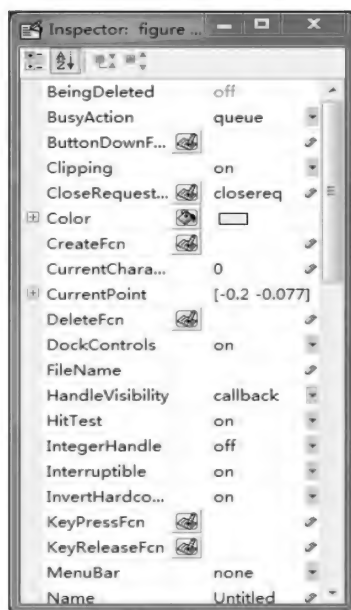 Inspector: figure ...
BeingDeleted off
BusyAction queue
ButtonDownF...
Clipping on
CloseRequest... closereq
Color
CreateFcn
CurrentChara... 0
CurrentPoint [-0.2 -0.077]
DeleteFcn
DockControls on
FileName
HandleVisibility callback
HitTest on
IntegerHandle off
Interruptible on
InvertHardco... on
KeyPressFcn
KeyReleaseFcn
MenuBar none
Name Untitled